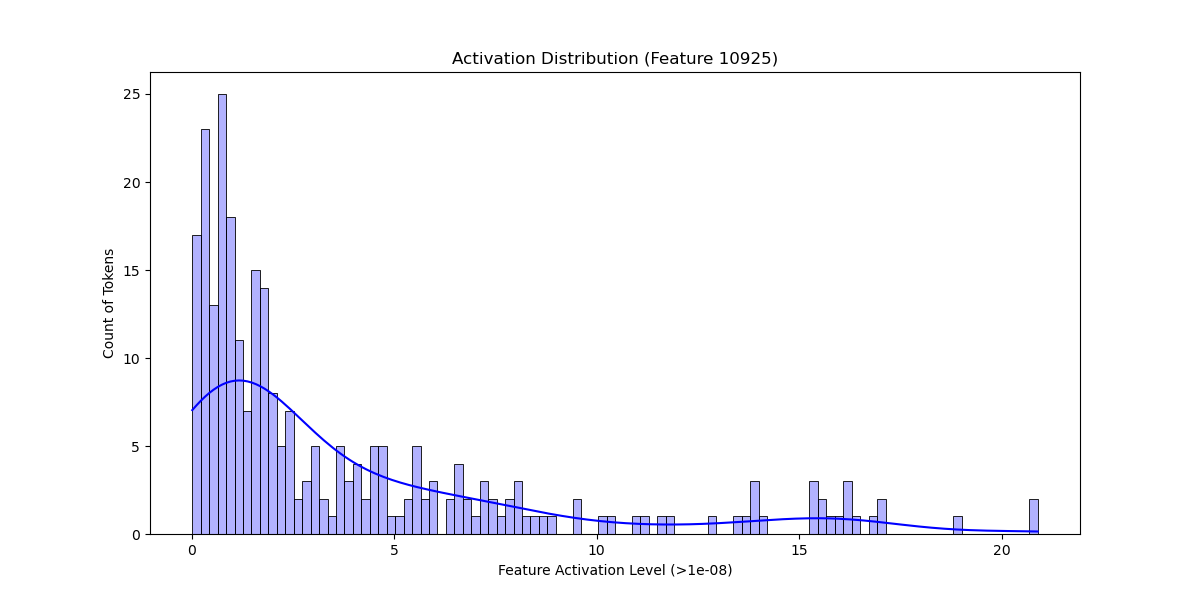 Activation Distribution (Feature 10925)
25
20
15
10
5
0
Count of Tokens
0 5 10 15 20
Feature Activation Level (>1e-08)